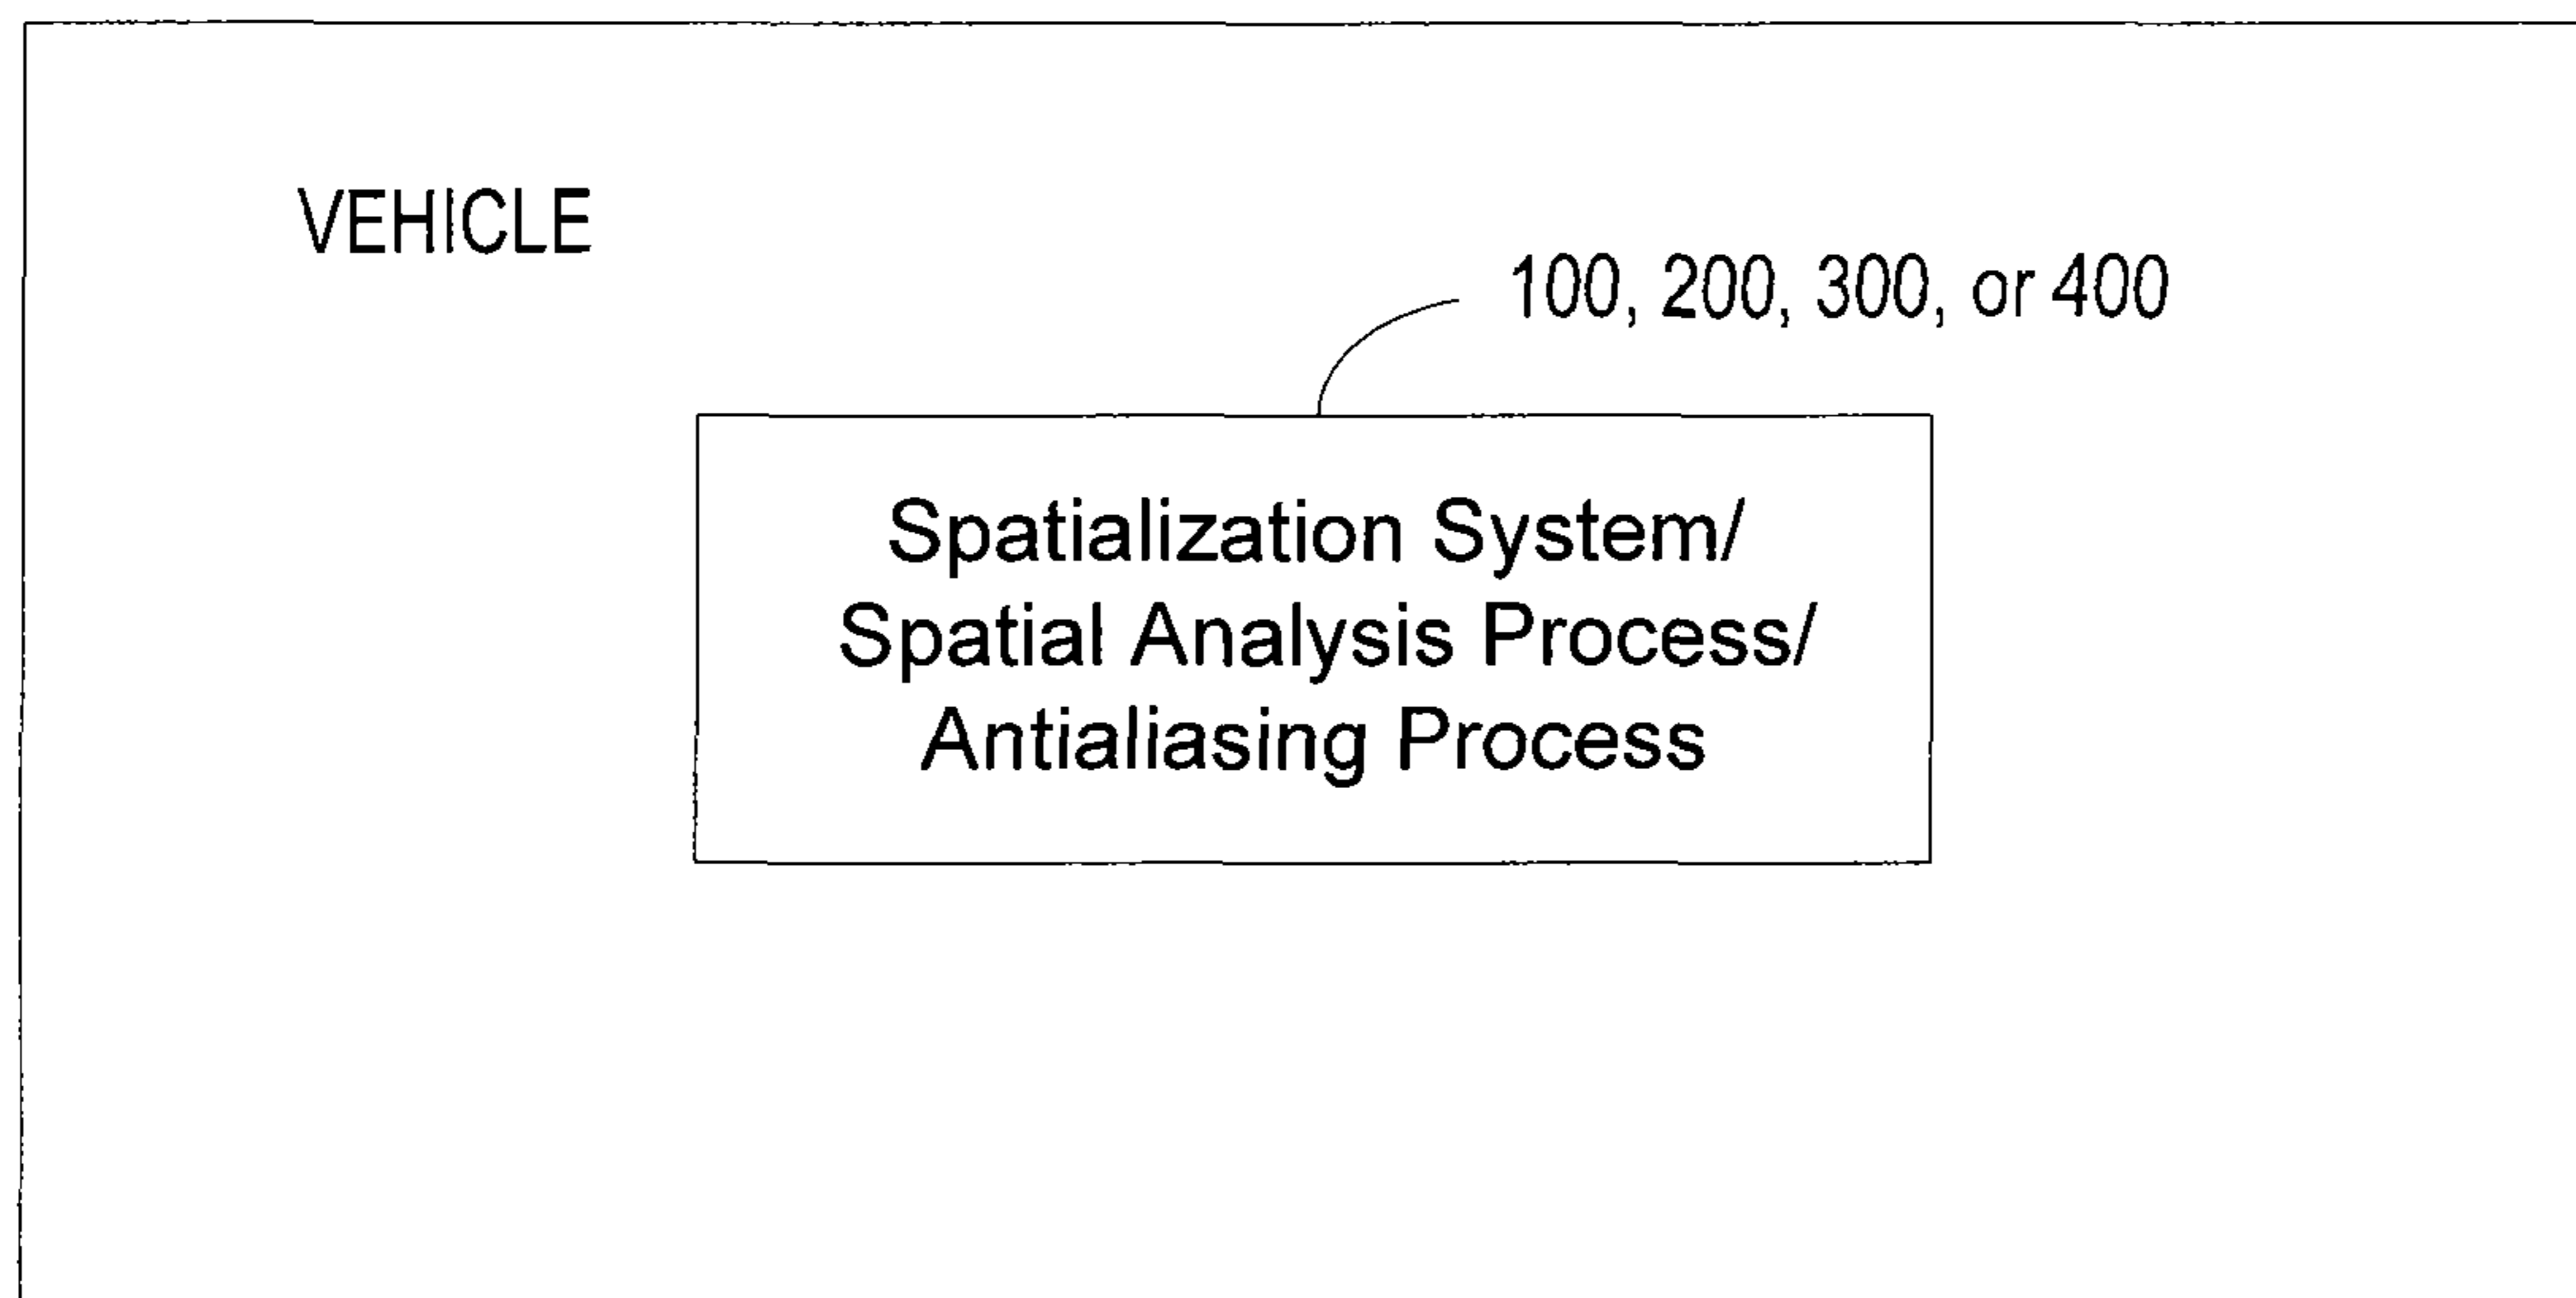 VEHICLE
100, 200, 300, or 400
Spatialization System/
Spatial Analysis Process/
Antialiasing Process